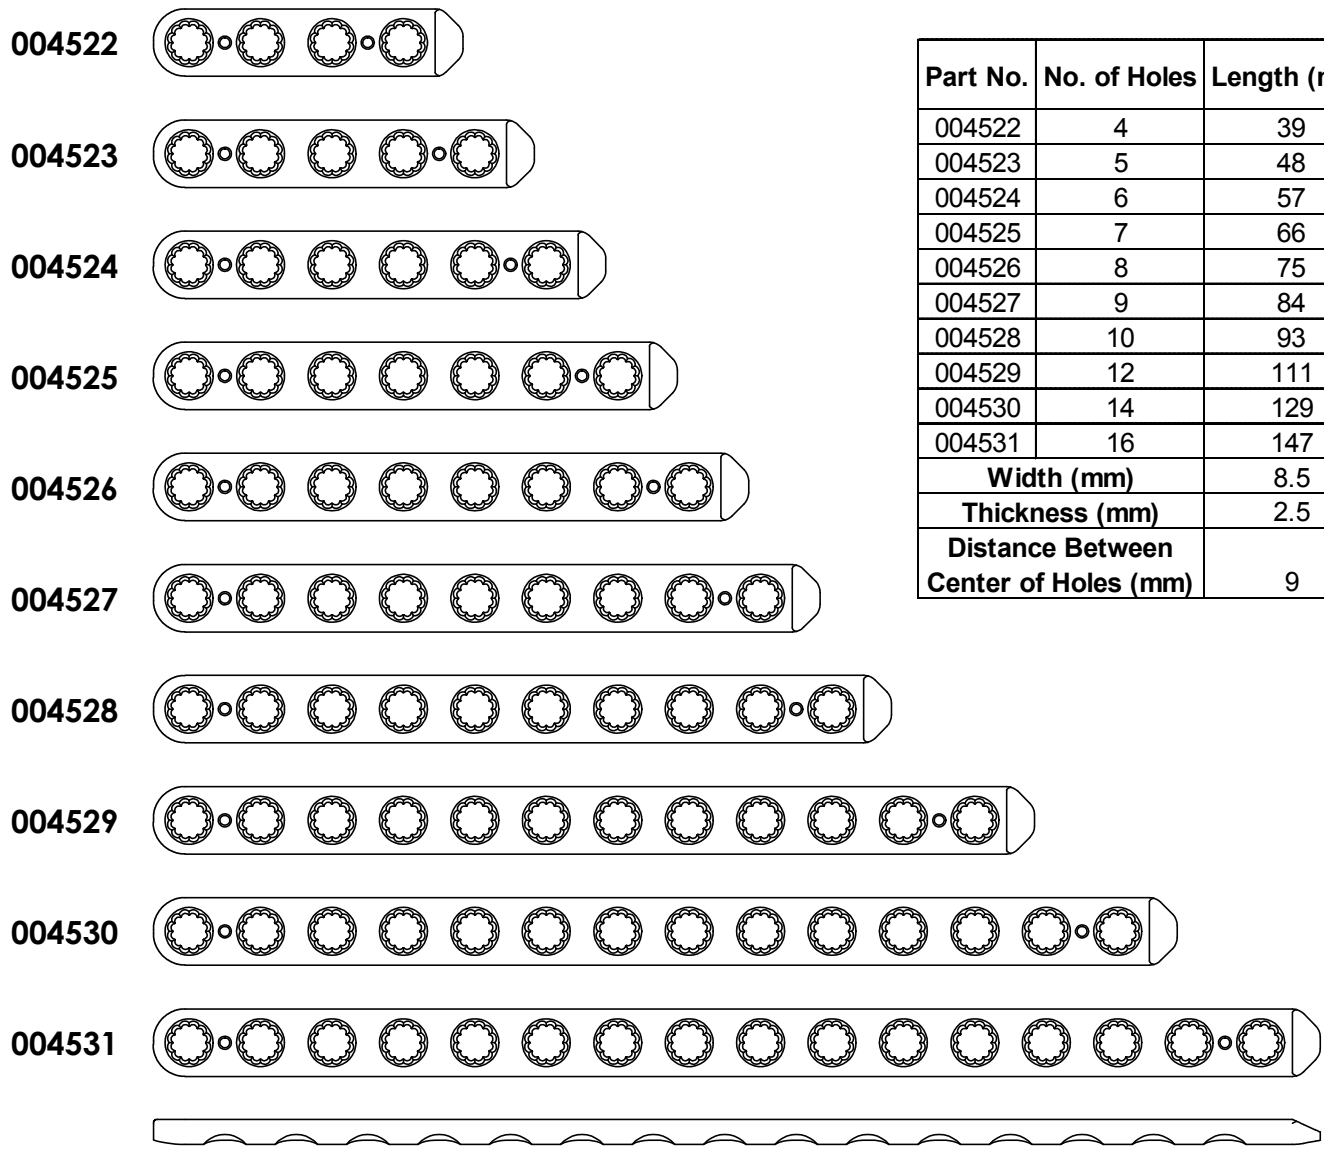 004522
004523
004524
004525
004526
004527
004528
004529
004530
004531
Part No. No. of Holes Length
004522 4 39
004523 5 48
004524 6 57
004525 7 66
004526 8 75
004527 9 84
004528 10 93
004529 12 111
004530 14 129
004531 16 147
Width (mm) 8.5
Thickness (mm) 2.5
Distance Between
Center of Holes (mm) 9